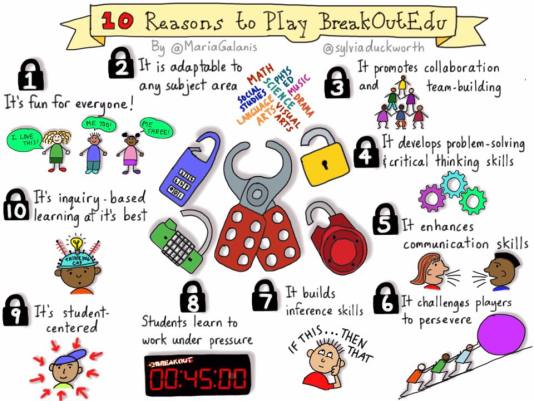 10 Reasons to Play BreakOutEdu
By @MariaGalanis
@sylviaduckworth
1
It's fun for everyone!
I LOVE
THIS!
ME TOO!
ME
THREE!
2
It is adaptable to
any subject area
MATH
SOCIAL
STUDIES
SCIENCE
PHYS
ED
MUSIC
LANGUAGE
ARTS
DRAMA
VISUAL
ARTS
3
It promotes collaboration
and team-building
4
It develops problem-solving
& critical thinking skills
5
It enhances
communication skills
6
It challenges players
to persevere
7
It builds
inference skills
IF THIS...THEN
THAT
8
Students learn to
work under pressure
BREAKOUT
00:45:00
9
It's student-
centered
10
It's inquiry-based
learning at it's best
THINKING
CAP